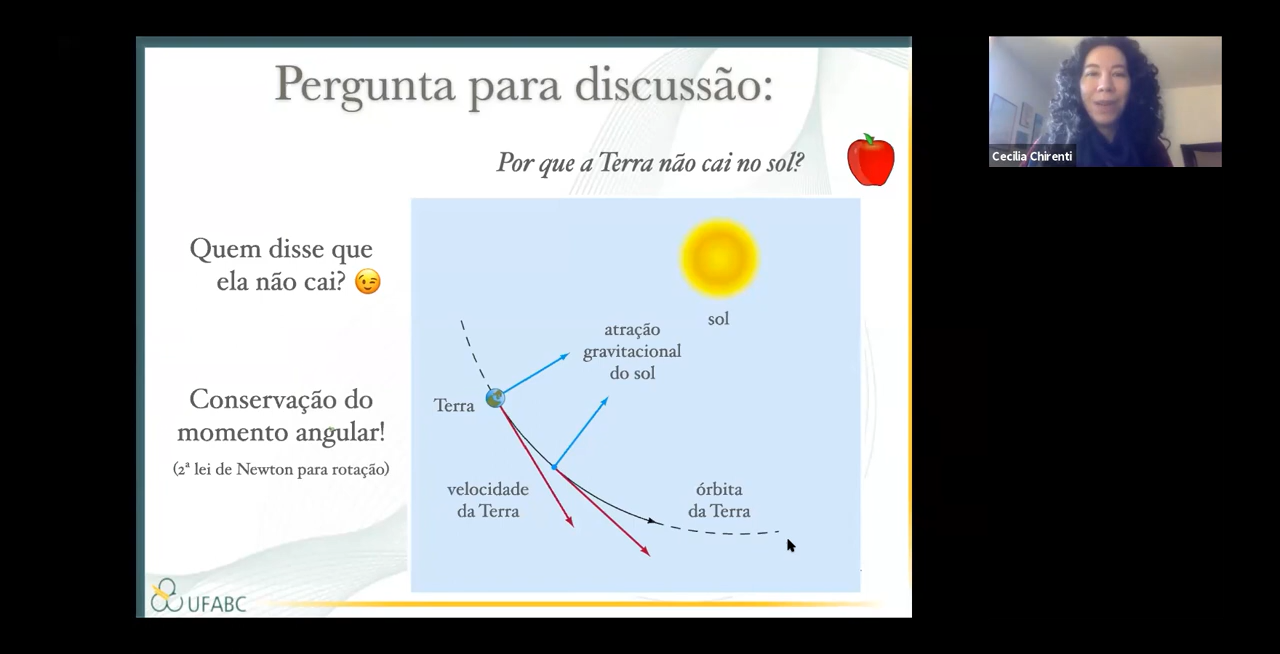 Pergunta para discussão:
Por que a Terra não cai no sol?
Quem disse que
ela não cai? 😉
Conservação do
momento angular!
(2ª lei de Newton para rotação)
sol
atração
gravitacional
do sol
Terra
velocidade
da Terra
órbita
da Terra
UFABC
Cecilia Chirenti